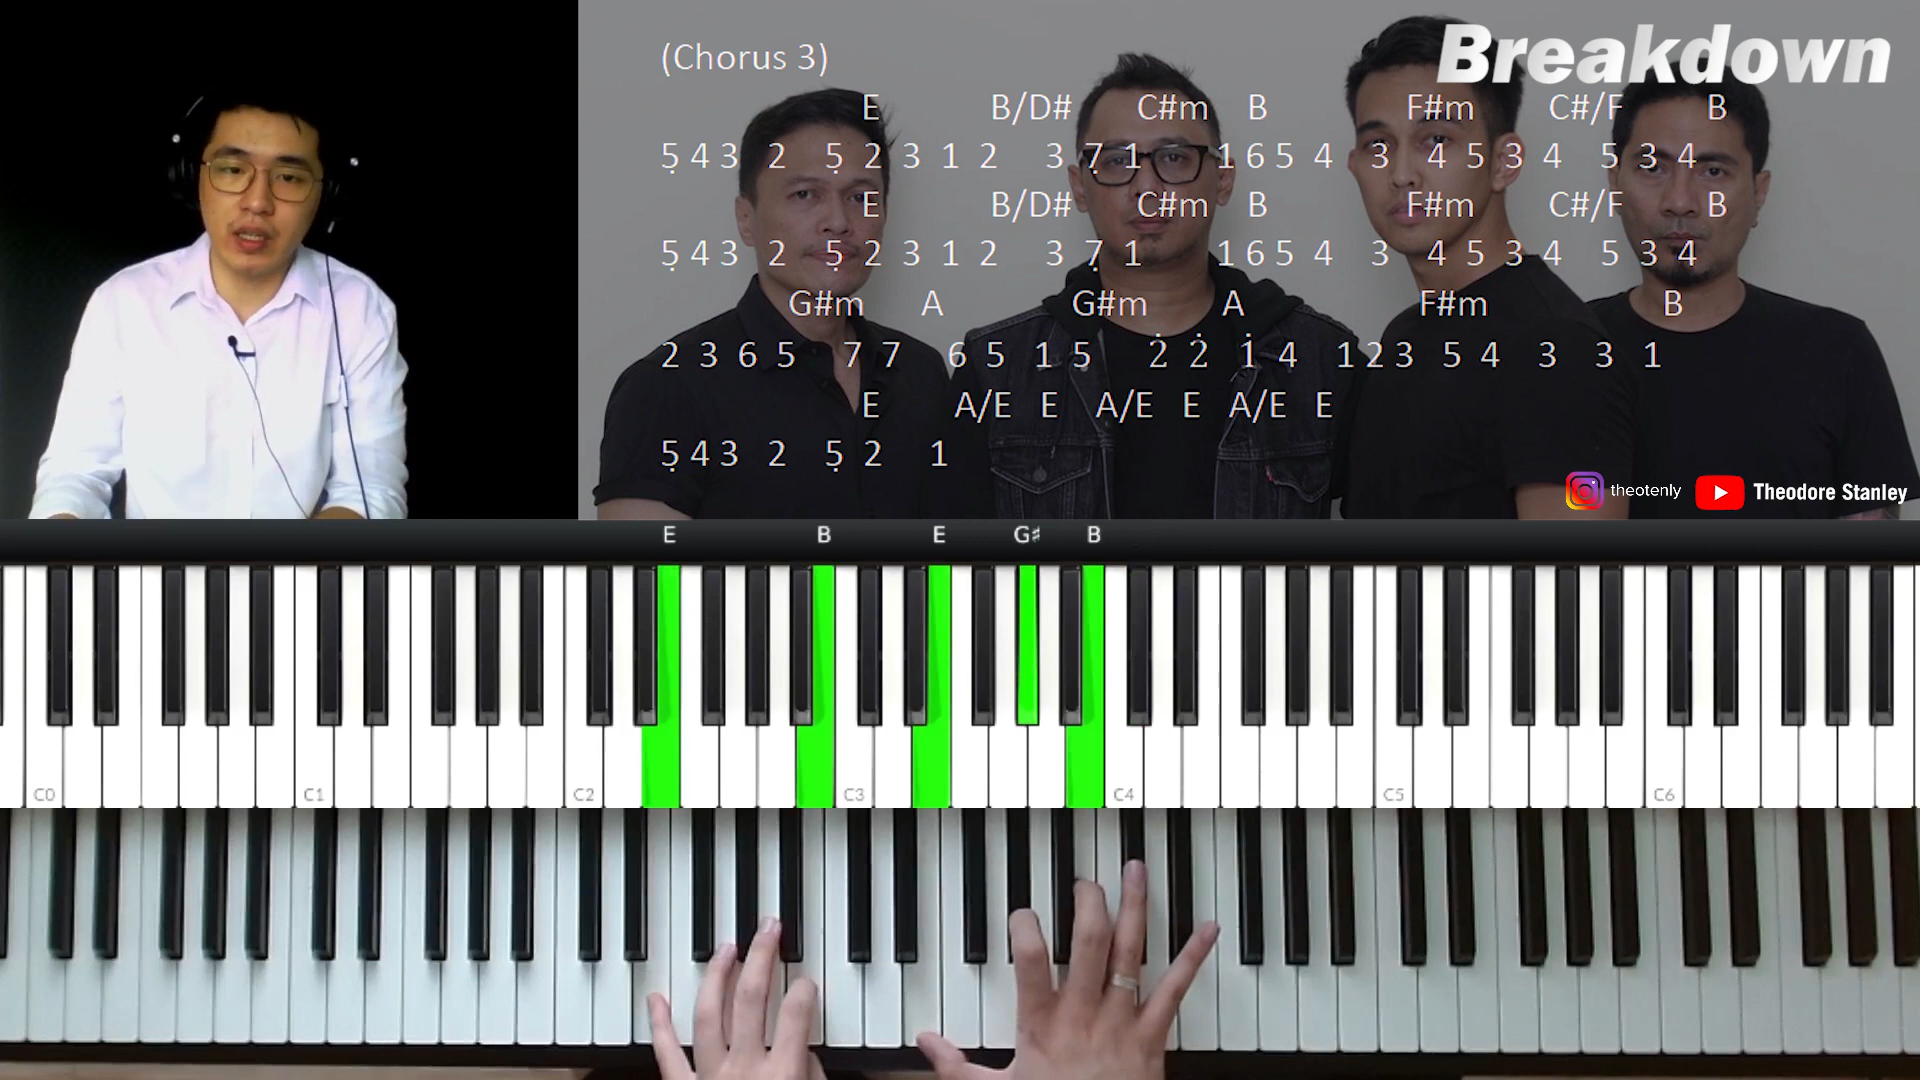 Breakdown
(Chorus 3)
E B/D# C#m B F#m C#/F B
5̣ 4 3 2 5̣ 2 3 1 2 3 7̣ 1 1 6 5 4 3 4 5 3 4 5 3 4
E B/D# C#m B F#m C#/F B
5̣ 4 3 2 5̣ 2 3 1 2 3 7̣ 1 1 6 5 4 3 4 5 3 4 5 3 4
G#m A G#m A F#m B
2 3 6 5 7 7 6 5 1 5 2̇ 2̇ 1̇ 4 1 2 3 5 4 3 3 1
E A/E E A/E E A/E E
5̣ 4 3 2 5̣ 2 1
theotenly Theodore Stanley
E B E G♯ B
C0 C1 C2 C3 C4 C5 C6